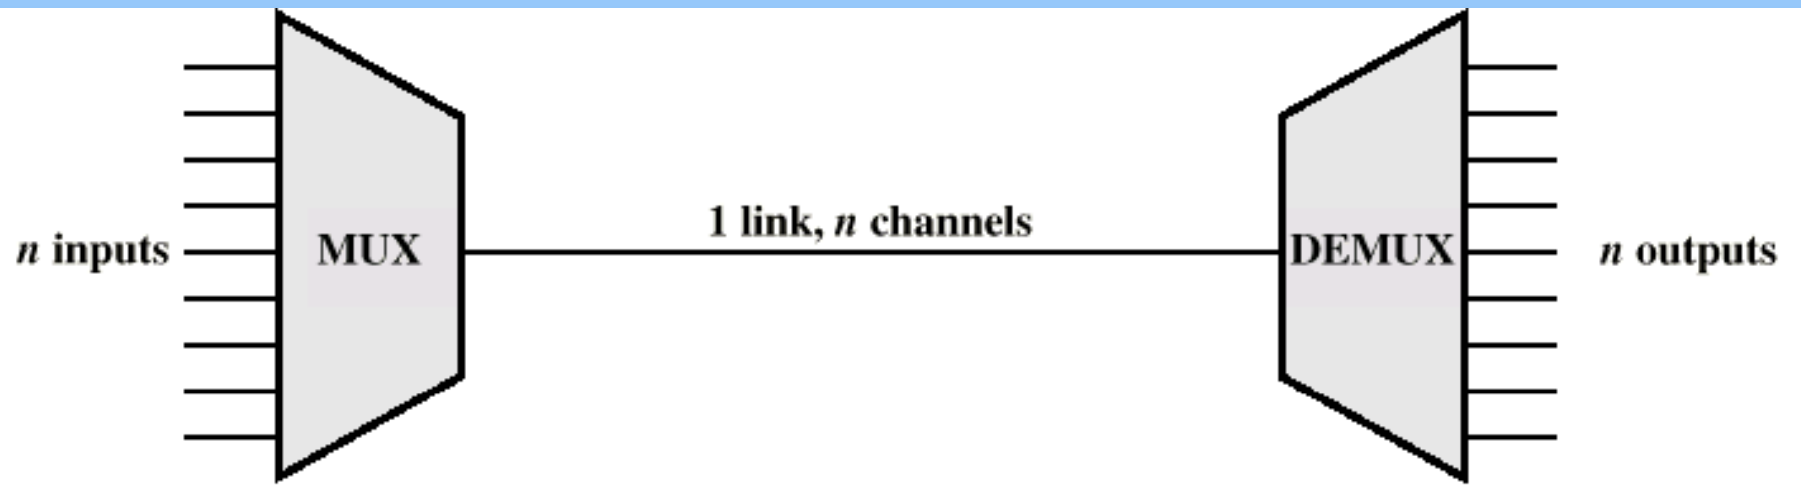 n inputs
MUX
1 link, n channels
DEMUX
n outputs